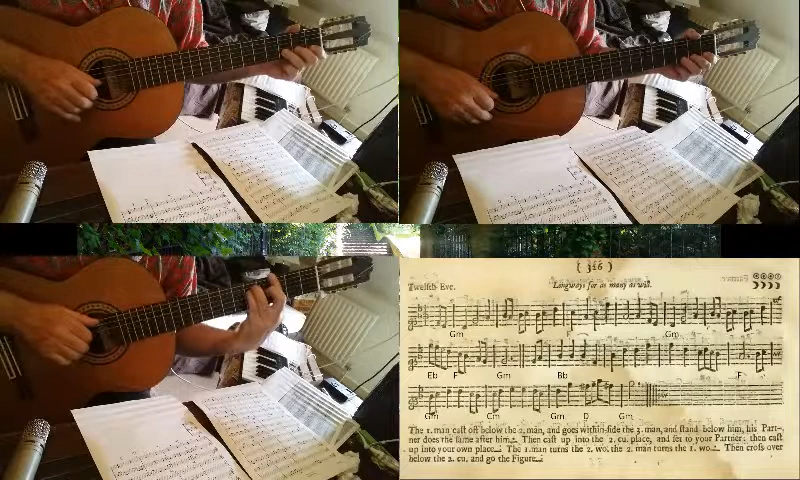 ( 346 )
Twelfth Eve.
Longways for as many as will.
Gm F Gm
Eb F Gm Bb F
Gm Cm Gm D Gm
The 1. man cast off below the 2. man, and goes within-side the 3. man, and stand below him, his Part-
ner does the same after him. Then cast up into the 2. cu. place, and set to your Partner: then cast
up into your own place. The 1. man turns the 2. wo. the 2. man turns the 1. wo. Then cross over
below the 2. cu. and go the Figure.